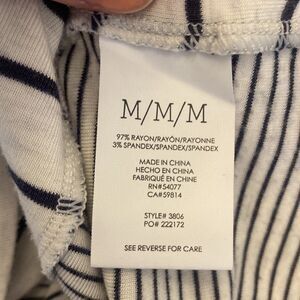 M/M/M
97% RAYON/RAYÓN/RAYONNE
3% SPANDEX/SPANDEX/SPANDEX
MADE IN CHINA
HECHO EN CHINA
FABRIQUÉ EN CHINE
RN#54077
CA#59814
STYLE# 3806
PO# 222172
SEE REVERSE FOR CARE